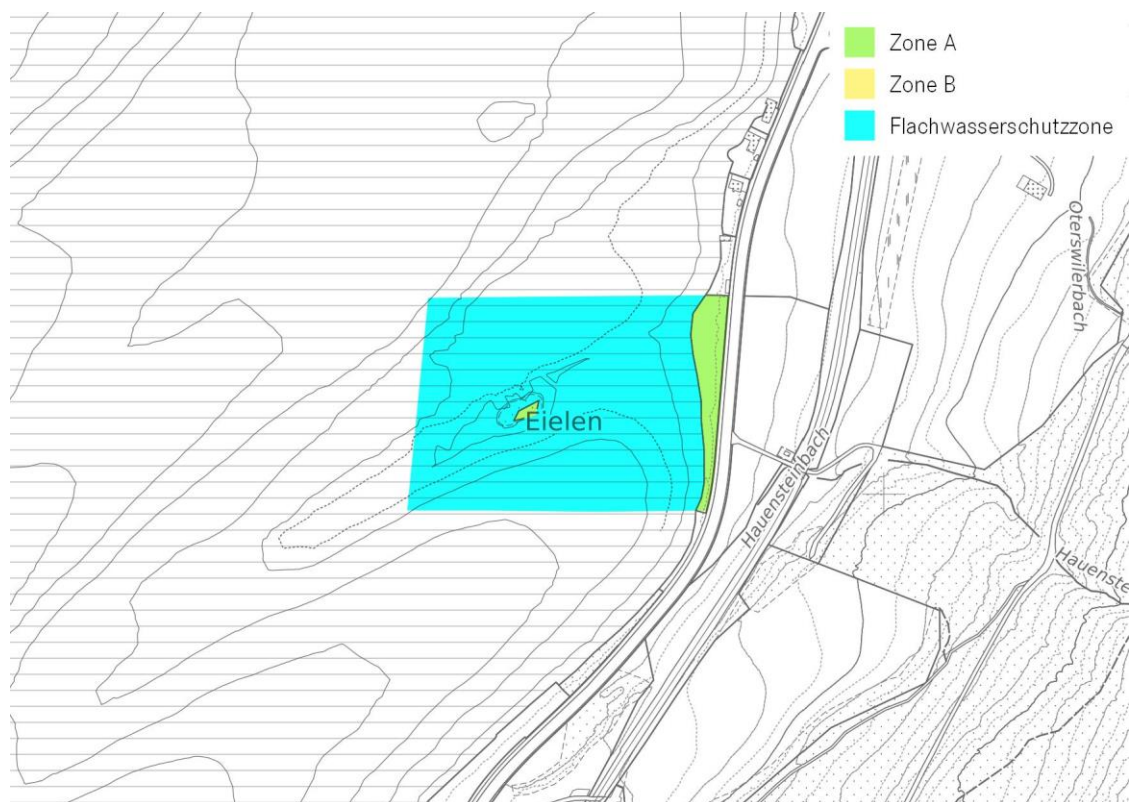 Zone A
Zone B
Flachwasserschutzzone
Oterswilerbach
Eielen
Hauensteinbach
Hauenste